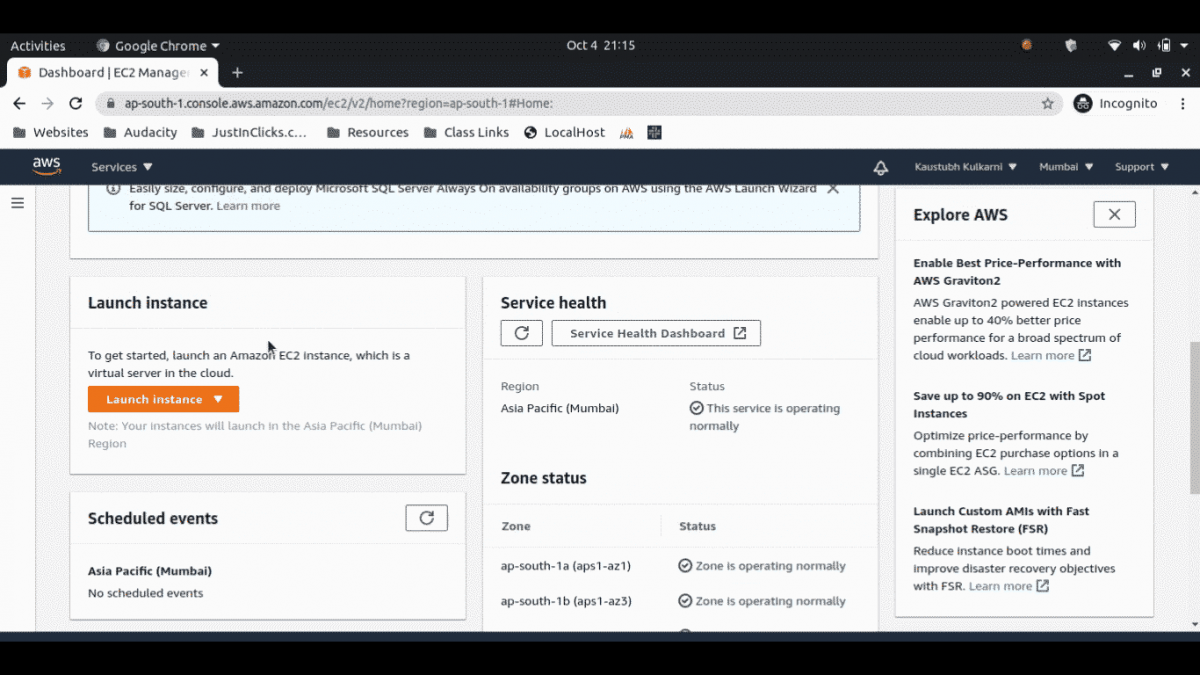 Activities
Google Chrome
Oct 4 21:15
Dashboard | EC2 Manage
ap-south-1.console.aws.amazon.com/ec2/v2/home?region=ap-south-1#Home:
Incognito
Websites
Audacity
JustInClicks.c...
Resources
Class Links
LocalHost
aws
Services
Kaustubh Kulkarni
Mumbai
Support
Easily size, configure, and deploy Microsoft SQL Server Always On availability groups on AWS using the AWS Launch Wizard
for SQL Server. Learn more
Launch instance
To get started, launch an Amazon EC2 instance, which is a
virtual server in the cloud.
Launch instance
Note: Your instances will launch in the Asia Pacific (Mumbai)
Region
Scheduled events
Asia Pacific (Mumbai)
No scheduled events
Service health
Service Health Dashboard
Region
Status
Asia Pacific (Mumbai)
This service is operating
normally
Zone status
Zone
Status
ap-south-1a (aps1-az1)
Zone is operating normally
ap-south-1b (aps1-az3)
Zone is operating normally
Explore AWS
Enable Best Price-Performance with
AWS Graviton2
AWS Graviton2 powered EC2 instances
enable up to 40% better price
performance for a broad spectrum of
cloud workloads. Learn more
Save up to 90% on EC2 with Spot
Instances
Optimize price-performance by
combining EC2 purchase options in a
single EC2 ASG. Learn more
Launch Custom AMIs with Fast
Snapshot Restore (FSR)
Reduce instance boot times and
improve disaster recovery objectives
with FSR. Learn more